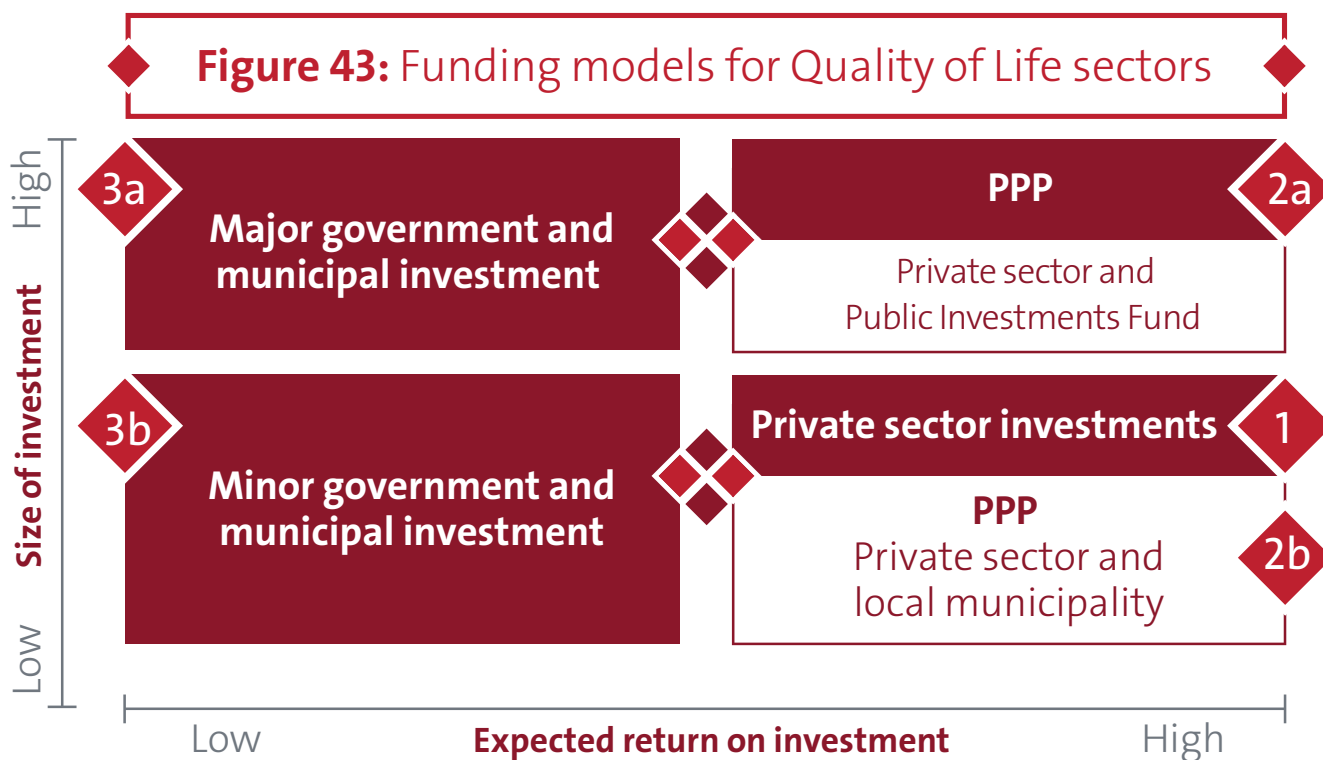 Figure 43: Funding models for Quality of Life sectors
High
Size of investment
Low
3a
Major government and
municipal investment
PPP
2a
Private sector and
Public Investments Fund
3b
Minor government and
municipal investment
Private sector investments
1
PPP
Private sector and
local municipality
2b
Low
Expected return on investment
High